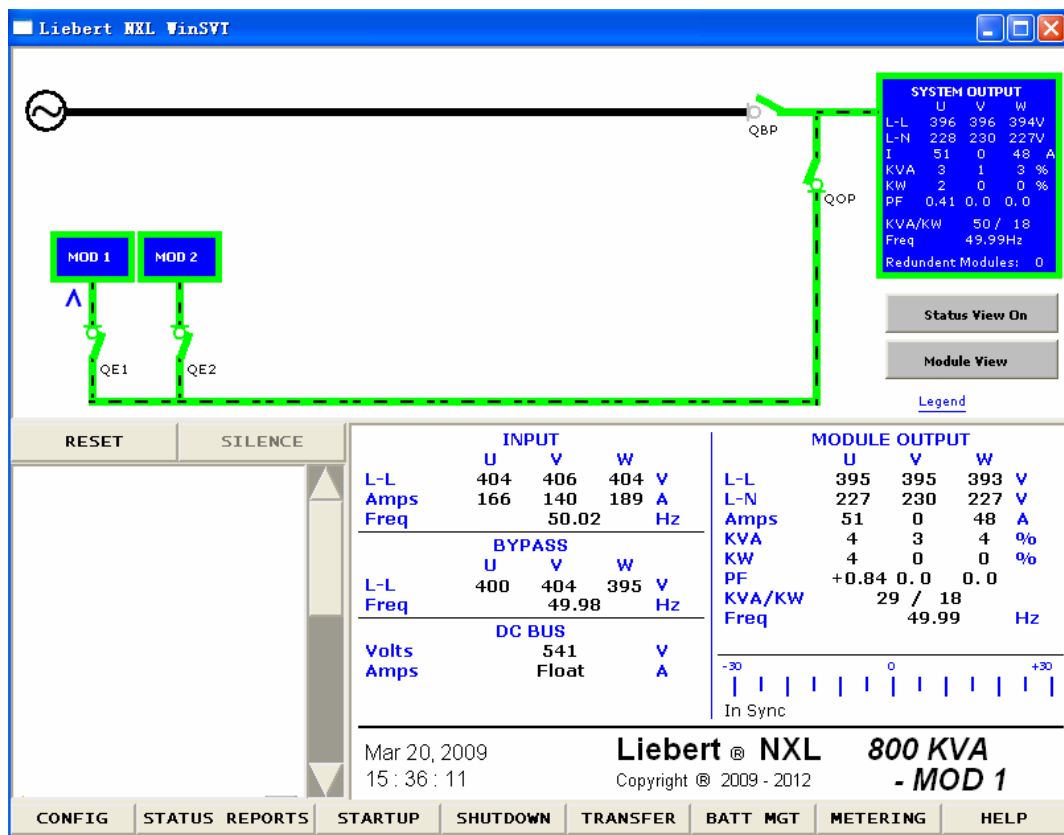 Liebert NXL WinSVT
QBP
QOP
SYSTEM OUTPUT
U V W
L-L 396 396 394V
L-N 228 230 227V
I 51 0 48 A
KVA 3 1 3 %
KW 2 0 0 %
PF 0.41 0.0 0.0
KVA/KW 50/ 18
Freq 49.99Hz
Redundent Modules: 0
MOD 1 MOD 2
QE1 QE2
Status View On
Module View
Legend
RESET SILENCE
INPUT
U V W
L-L 404 406 404 V
Amps 166 140 189 A
Freq 50.02 Hz
BYPASS
U V W
L-L 400 404 395 V
Freq 49.98 Hz
DC BUS
Volts 541 V
Amps Float A
MODULE OUTPUT
U V W
L-L 395 395 393 V
L-N 227 230 227 V
Amps 51 0 48 A
KVA 4 3 4 %
KW 4 0 0 %
PF +0.84 0.0 0.0
KVA/KW 29 / 18
Freq 49.99 Hz
-30 0 +30
In Sync
Mar 20, 2009
15 : 36 : 11
Liebert ® NXL
Copyright ® 2009 - 2012
800 KVA
- MOD 1
CONFIG STATUS REPORTS STARTUP SHUTDOWN TRANSFER BATT MGT METERING HELP